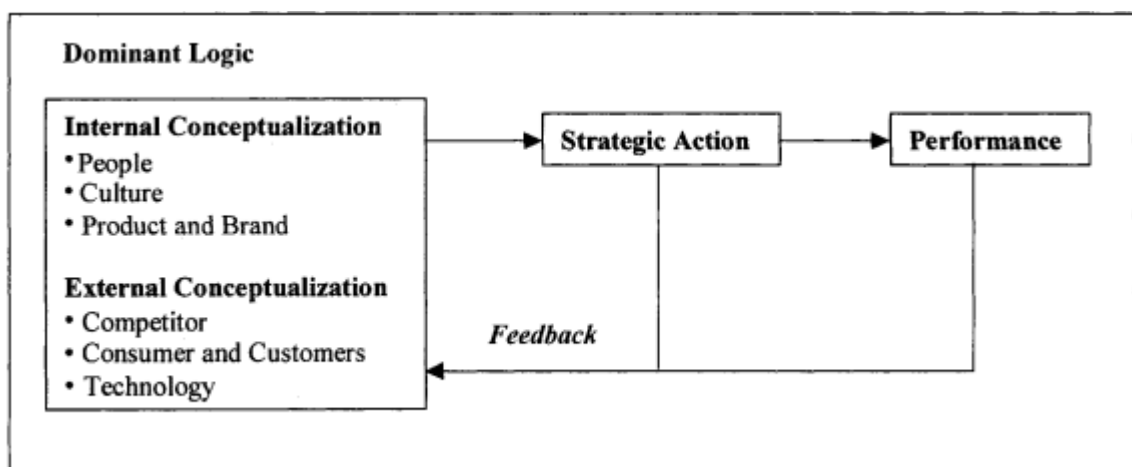 Dominant Logic
Internal Conceptualization
• People
• Culture
• Product and Brand
External Conceptualization
• Competitor
• Consumer and Customers
• Technology
Strategic Action
Performance
Feedback